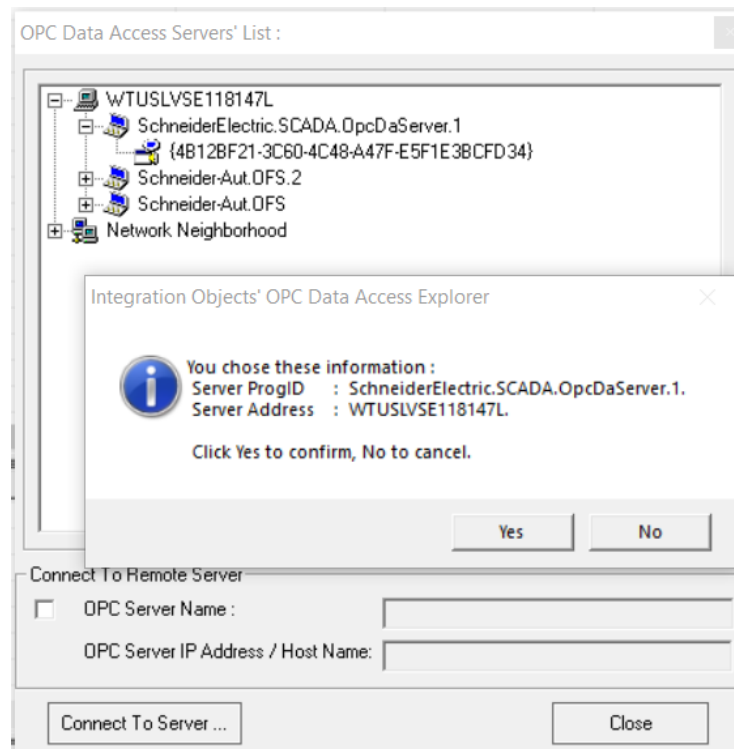 OPC Data Access Servers' List :
WTUSLVSE118147L
SchneiderElectric.SCADA.OpcDaServer.1
{4B12BF21-3C60-4C48-A47F-E5F1E3BCFD34}
Schneider-Aut.OFS.2
Schneider-Aut.OFS
Network Neighborhood
Integration Objects' OPC Data Access Explorer
You chose these information :
Server ProgID : SchneiderElectric.SCADA.OpcDaServer.1.
Server Address : WTUSLVSE118147L.
Click Yes to confirm, No to cancel.
Yes No
Connect To Remote Server
OPC Server Name :
OPC Server IP Address / Host Name:
Connect To Server ... Close